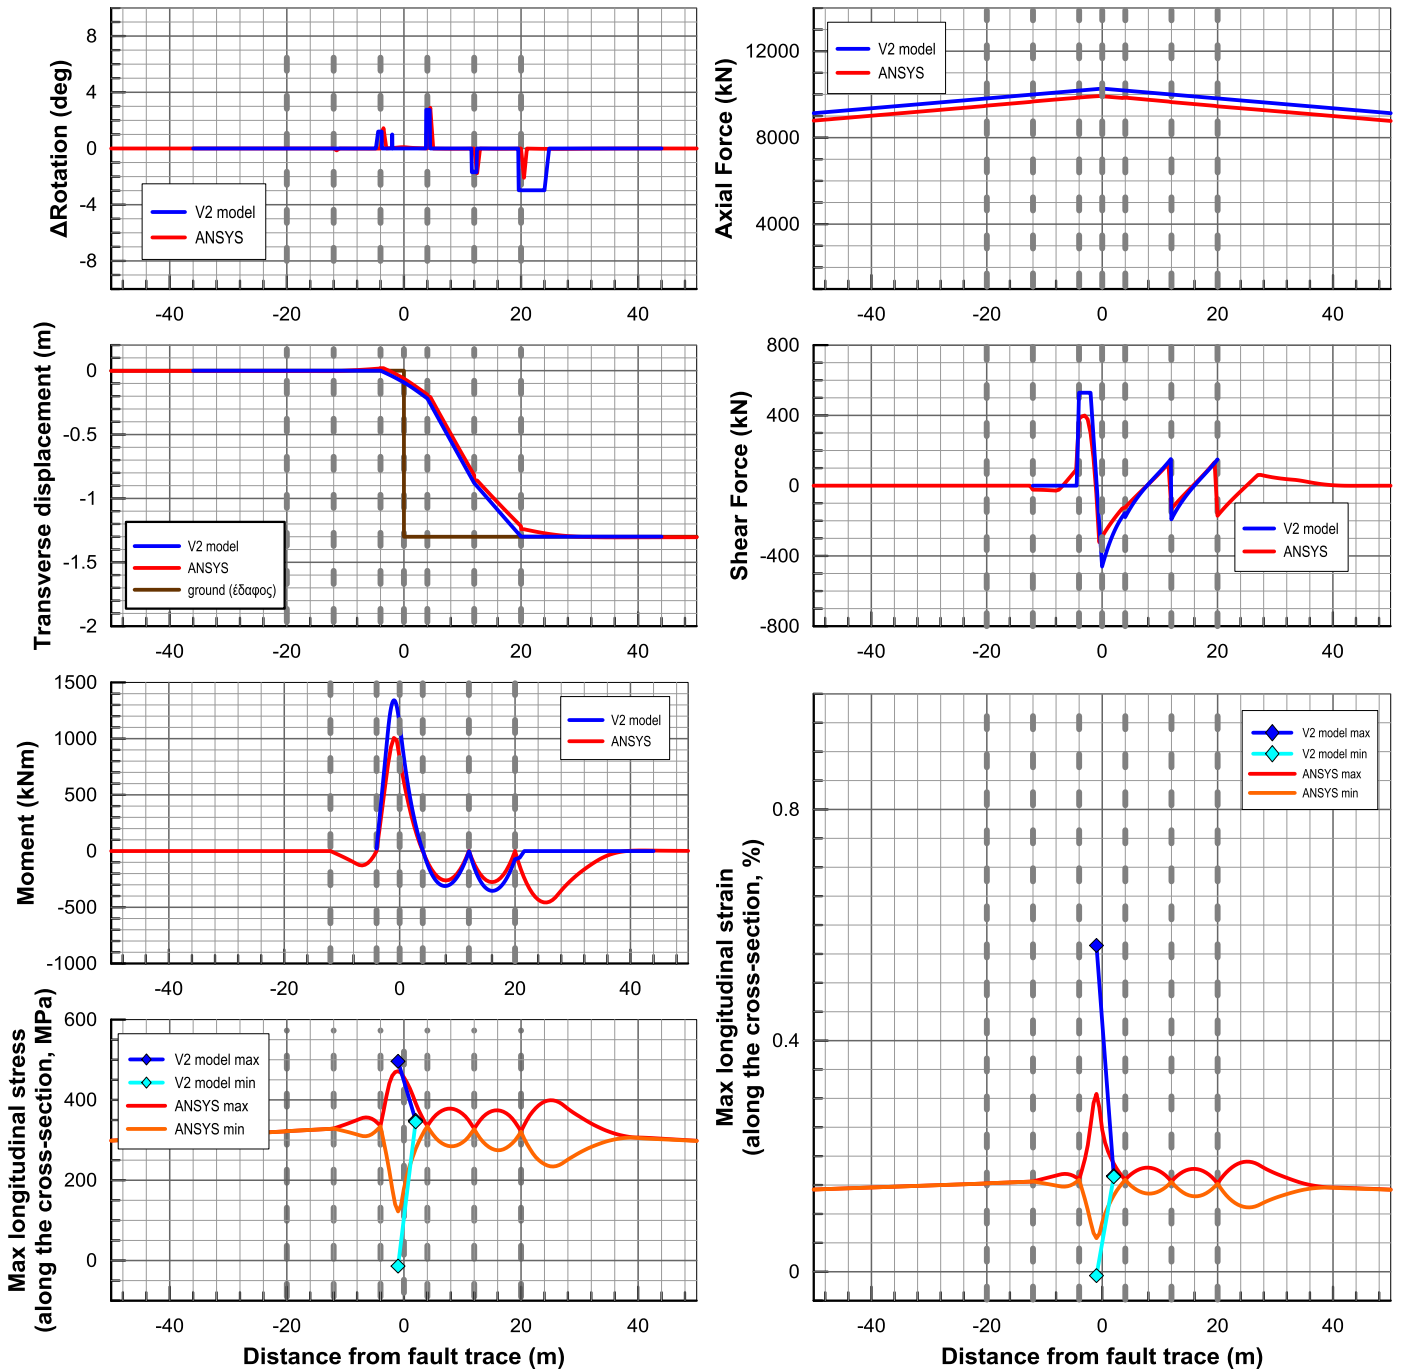 ΔRotation (deg)
8
4
0
-4
-8
V2 model
ANSYS
-40
-20
0
20
40
Axial Force (kN)
12000
8000
4000
V2 model
ANSYS
-40
-20
0
20
40
Transverse displacement (m)
0
-0.5
-1
-1.5
-2
V2 model
ANSYS
ground (έδαφος)
-40
-20
0
20
40
Shear Force (kN)
800
400
0
-400
-800
V2 model
ANSYS
-40
-20
0
20
40
Moment (kNm)
1500
1000
500
0
-500
-1000
V2 model
ANSYS
-40
-20
0
20
40
Max longitudinal stress
(along the cross-section, MPa)
600
400
200
0
V2 model max
V2 model min
ANSYS max
ANSYS min
-40
-20
0
20
40
Distance from fault trace (m)
Max longitudinal strain
(along the cross-section, %)
0.8
0.4
0
V2 model max
V2 model min
ANSYS max
ANSYS min
-40
-20
0
20
40
Distance from fault trace (m)